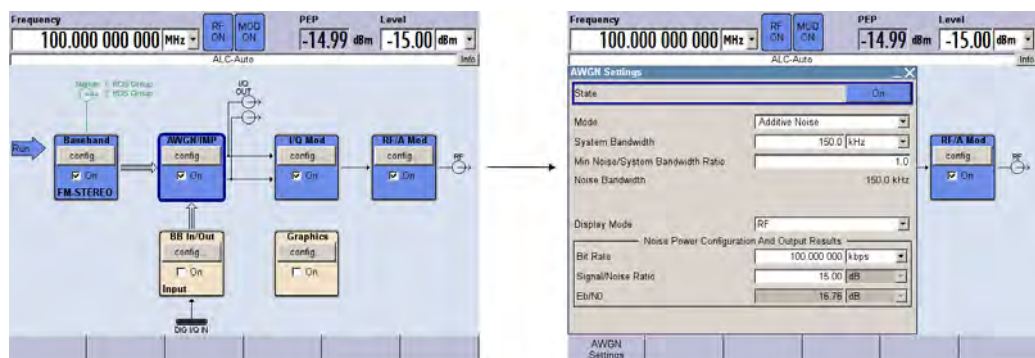 Frequency
PEP
Level
100.000 000 000 MHz
RF ON
MOD ON
-14.99 dBm
-15.00 dBm
ALC-Auto
Info
I/Q OUT
Run
Baseband
config...
On
FM-STEREO
AWGN/IMP
config...
On
I/Q Mod
config...
On
RF/A Mod
config...
On
RF
BB In/Out
config...
On
Input
Graphics
config...
On
DIG I/Q IN
Frequency
PEP
Level
100.000 000 000 MHz
RF ON
MOD ON
-14.99 dBm
-15.00 dBm
ALC-Auto
Info
AWGN Settings
State
On
Mode
Additive Noise
System Bandwidth
150.0 kHz
Min Noise/System Bandwidth Ratio
1.0
Noise Bandwidth
150.0 kHz
Display Mode
RF
Noise Power Configuration And Output Results
Bit Rate
100.000 000 kbps
Signal/Noise Ratio
15.00 dB
Eb/N0
16.76 dB
RF/A Mod
config...
On
RF
AWGN Settings